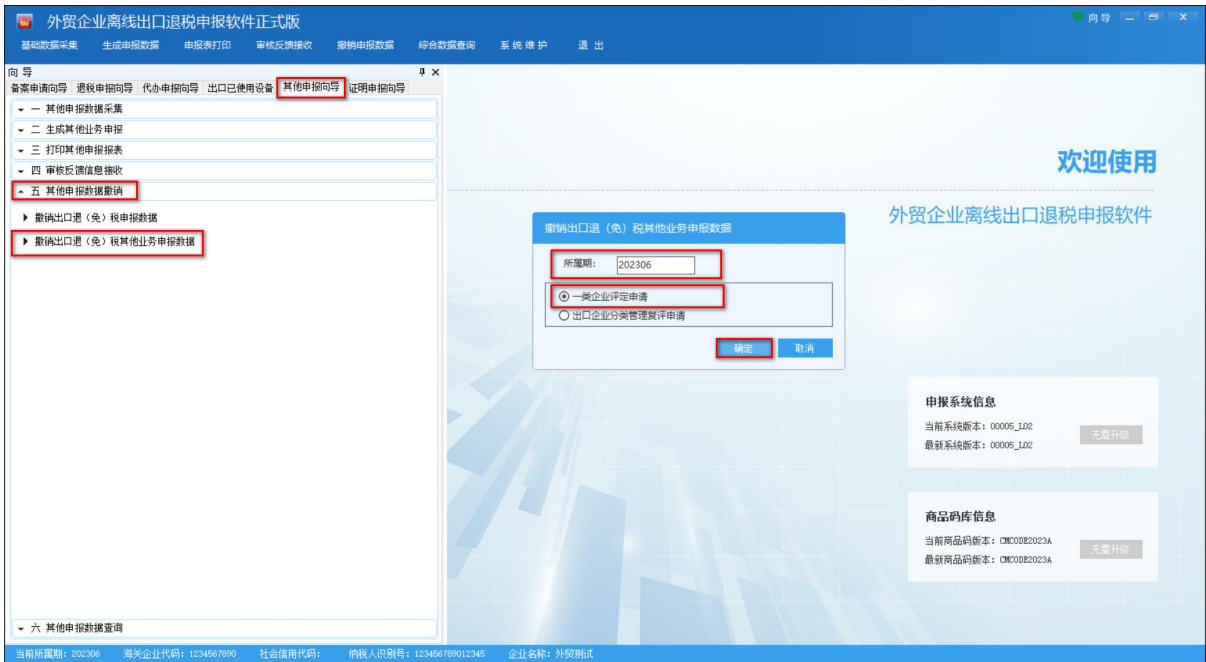 外贸企业离线出口退税申报软件正式版
向导
基础数据采集 生成申报数据 申报表打印 审核反馈接收 撤销申报数据 综合数据查询 系统维护 退出
向导
备案申请向导 退税申报向导 代办申报向导 出口已使用设备 其他申报向导 证明申报向导
一 其他申报数据采集
二 生成其他业务申报
三 打印其他申报报表
四 审核反馈信息接收
五 其他申报数据撤销
撤销出口退（免）税申报数据
撤销出口退（免）税其他业务申报数据
六 其他申报数据查询
欢迎使用
外贸企业离线出口退税申报软件
撤销出口退（免）税其他业务申报数据
所属期： 202306
一类企业评定申请
出口企业分类管理复评申请
确定 取消
申报系统信息
当前系统版本：00005_L02
最新系统版本：00005_L02
无需升级
商品码库信息
当前商品码版本：CMCODE2023A
最新商品码版本：CMCODE2023A
无需升级
当前所属期：202306 海关企业代码：1234567890 社会信用代码： 纳税人识别号：123456789012345 企业名称：外贸测试